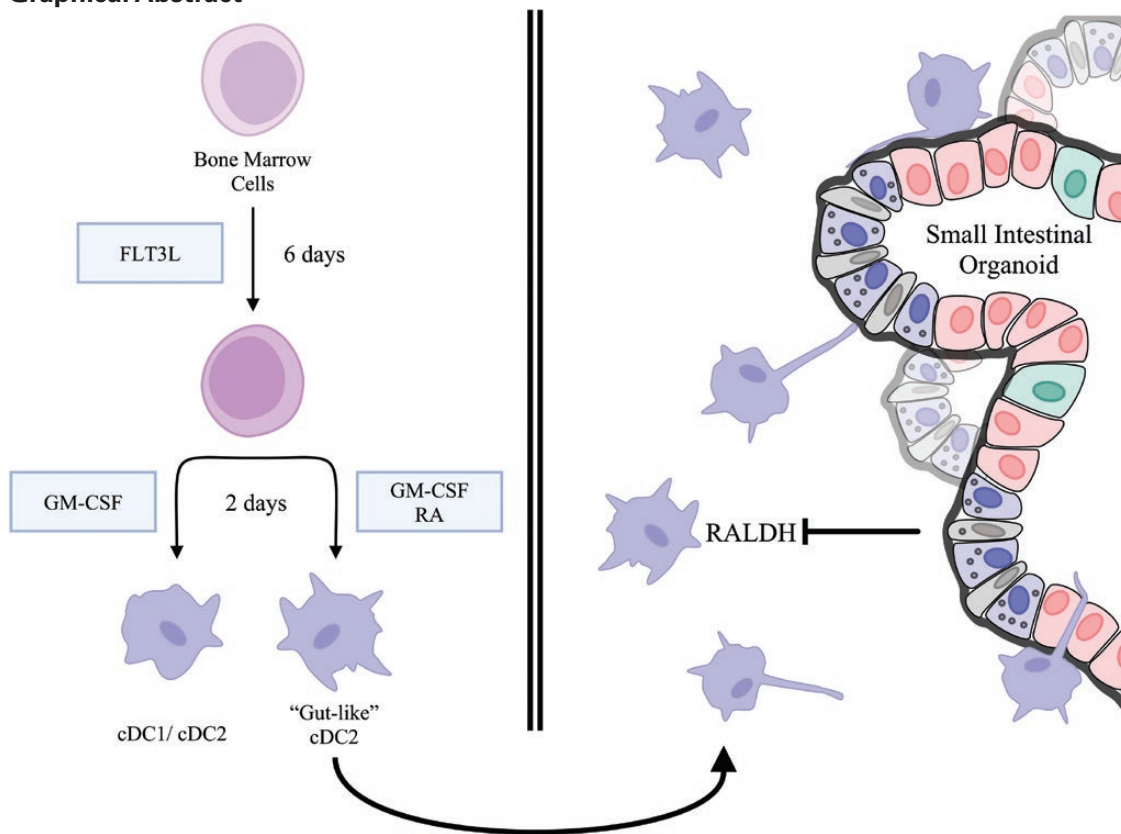 Graphical Abstract
Bone Marrow
Cells
FLT3L
6 days
GM-CSF
2 days
GM-CSF
RA
cDC1/ cDC2
“Gut-like”
cDC2
Small Intestinal
Organoid
RALDH